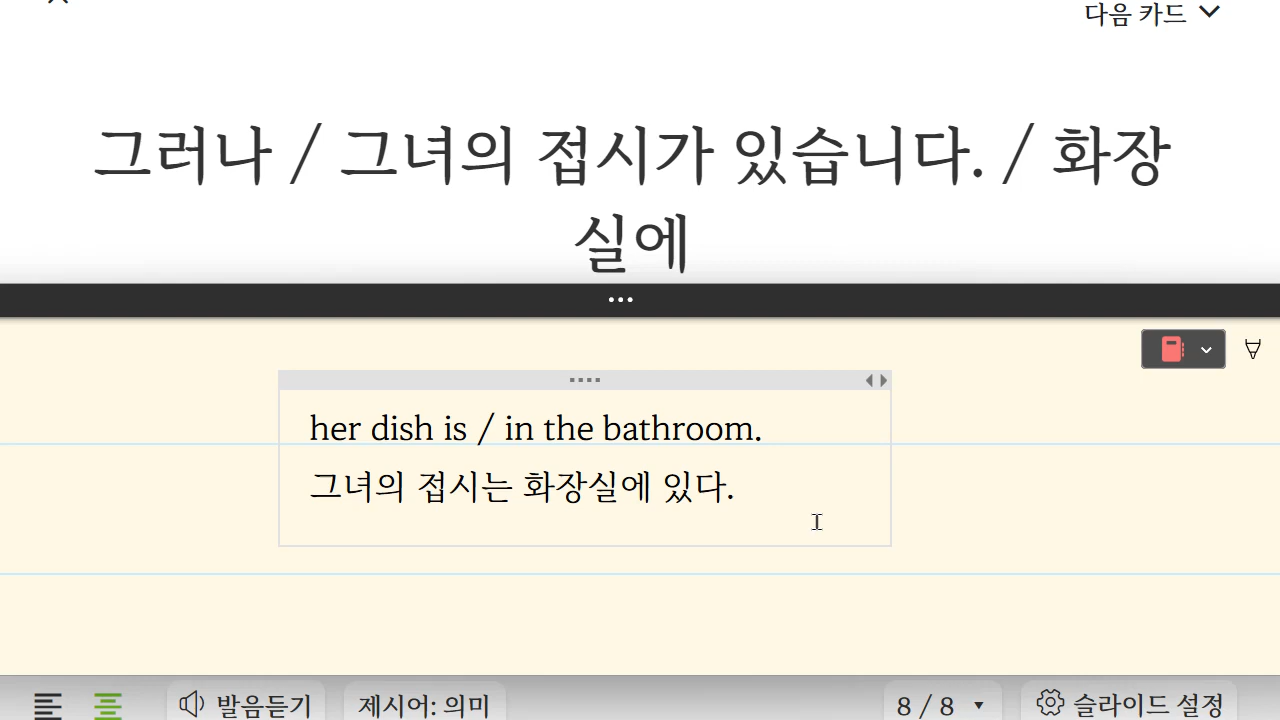 다음 카드
그러나 / 그녀의 접시가 있습니다. / 화장
실에
her dish is / in the bathroom.
그녀의 접시는 화장실에 있다.
발음듣기 제시어: 의미 8 / 8 슬라이드 설정